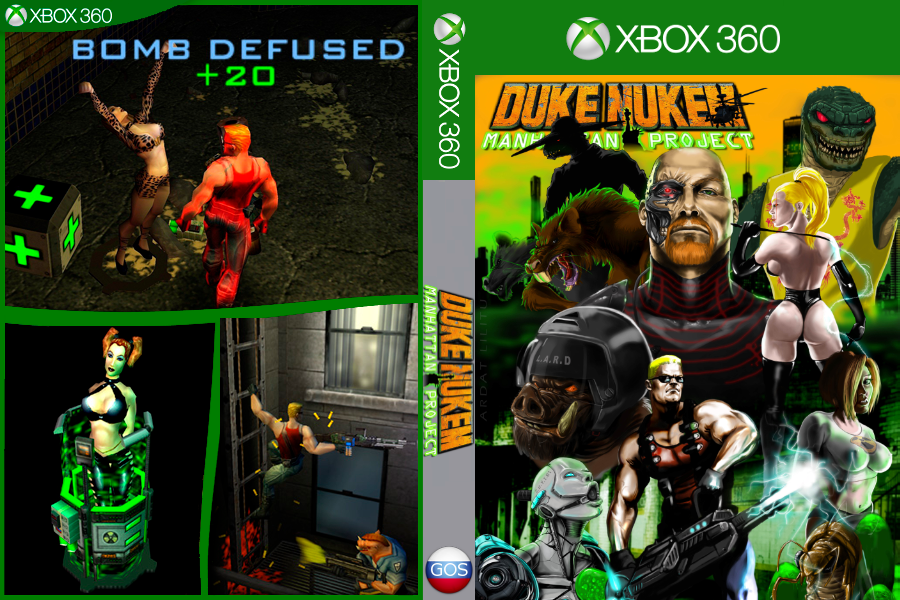 XBOX 360
BOMB DEFUSED
+20
XBOX 360
DUKE NUKEM
MANHATTAN PROJECT
GOS
XBOX 360
DUKE NUKEM
MANHATTAN PROJECT
L.A.R.D